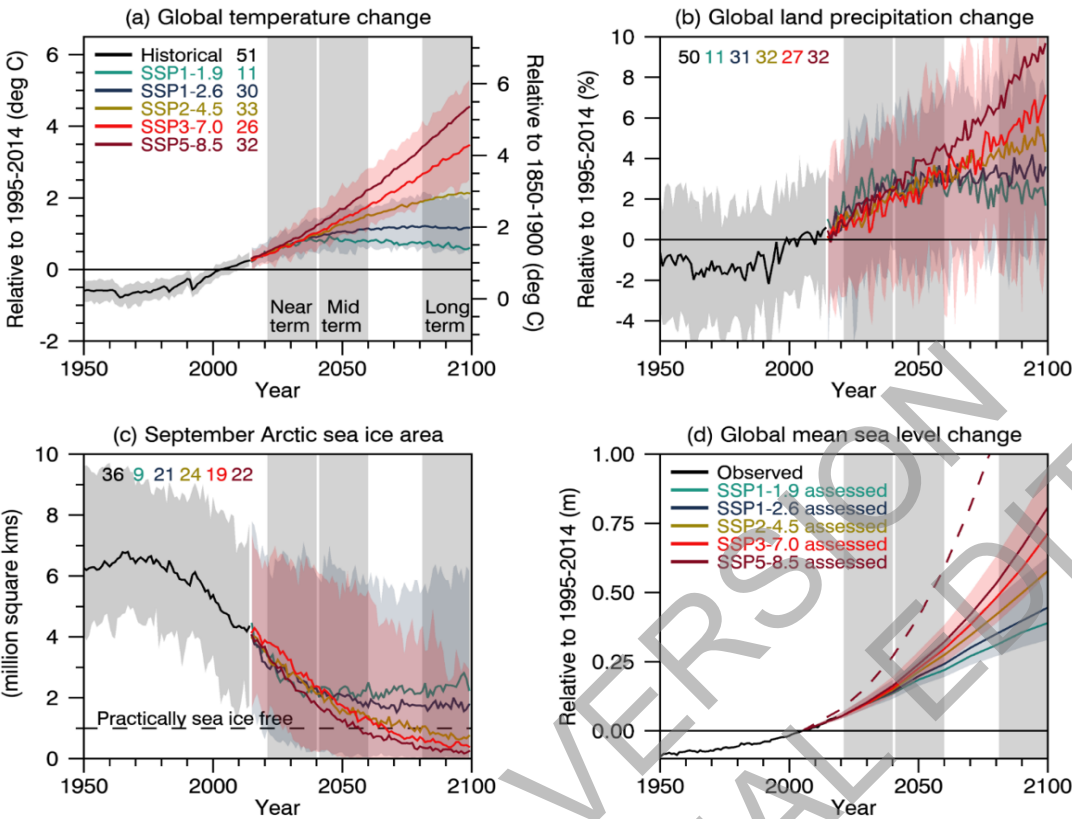 (a) Global temperature change
Relative to 1995-2014 (deg C)
6
4
2
0
-2
Historical 51
SSP1-1.9 11
SSP1-2.6 30
SSP2-4.5 33
SSP3-7.0 26
SSP5-8.5 32
Near term
Mid term
Long term
6
4
2
0
Relative to 1850-1900 (deg C)
1950 2000 2050 2100
Year
(b) Global land precipitation change
Relative to 1995-2014 (%)
10
8
6
4
2
0
-2
-4
50 11 31 32 27 32
1950 2000 2050 2100
Year
(c) September Arctic sea ice area
(million square kms)
10
8
6
4
2
0
36 9 21 24 19 22
Practically sea ice free
1950 2000 2050 2100
Year
(d) Global mean sea level change
Relative to 1995-2014 (m)
1.00
0.75
0.50
0.25
0.00
Observed
SSP1-1.9 assessed
SSP1-2.6 assessed
SSP2-4.5 assessed
SSP3-7.0 assessed
SSP5-8.5 assessed
1950 2000 2050 2100
Year
VERSION